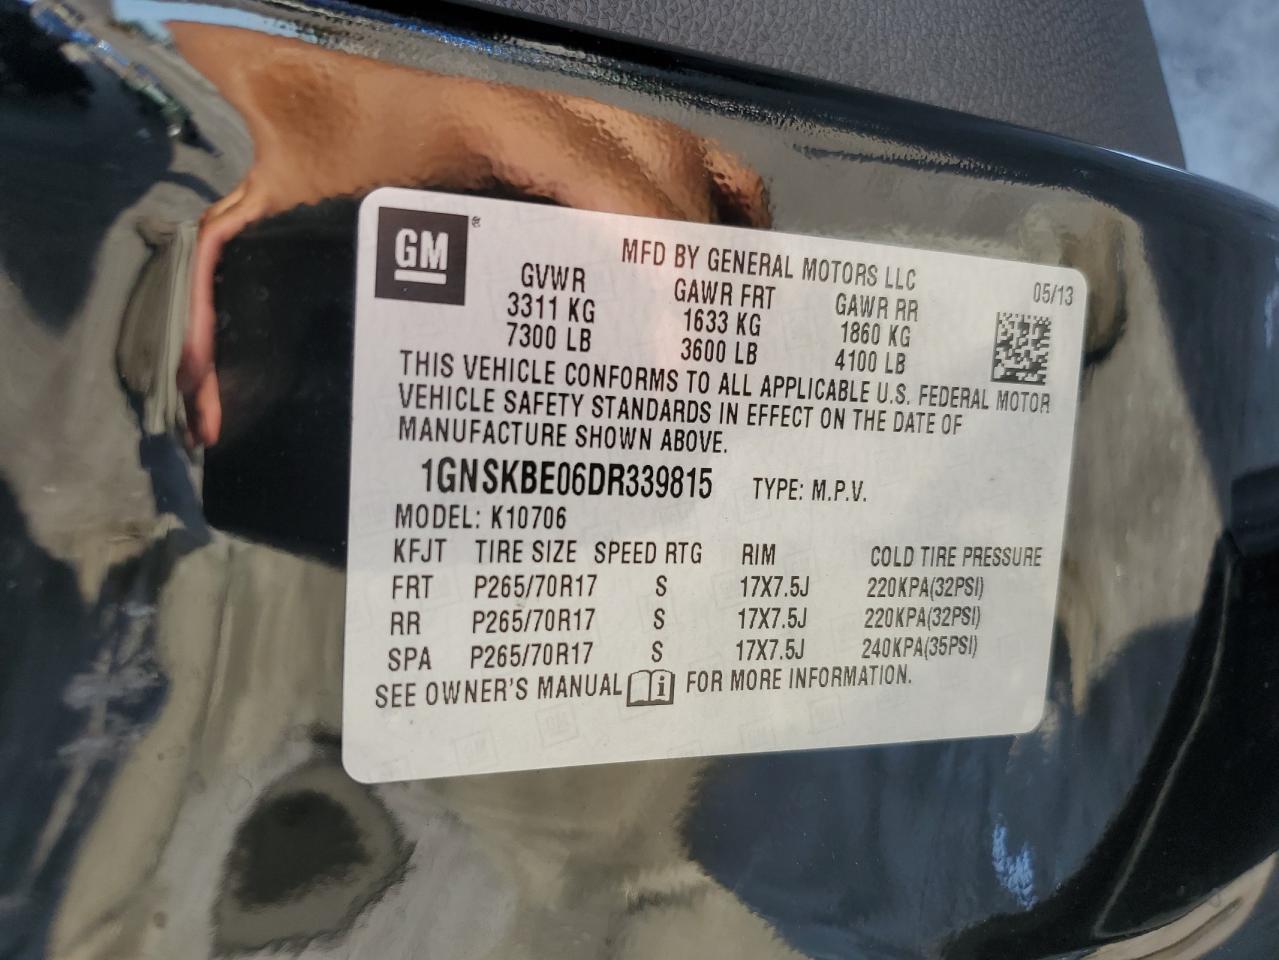 GM®
MFD BY GENERAL MOTORS LLC
GVWR GAWR FRT GAWR RR 05/13
3311 KG 1633 KG 1860 KG
7300 LB 3600 LB 4100 LB
THIS VEHICLE CONFORMS TO ALL APPLICABLE U.S. FEDERAL MOTOR
VEHICLE SAFETY STANDARDS IN EFFECT ON THE DATE OF
MANUFACTURE SHOWN ABOVE.
1GNSKBE06DR339815 TYPE: M.P.V.
MODEL: K10706
KFJT TIRE SIZE SPEED RTG RIM COLD TIRE PRESSURE
FRT P265/70R17 S 17X7.5J 220KPA(32PSI)
RR P265/70R17 S 17X7.5J 220KPA(32PSI)
SPA P265/70R17 S 17X7.5J 240KPA(35PSI)
SEE OWNER'S MANUAL i FOR MORE INFORMATION.